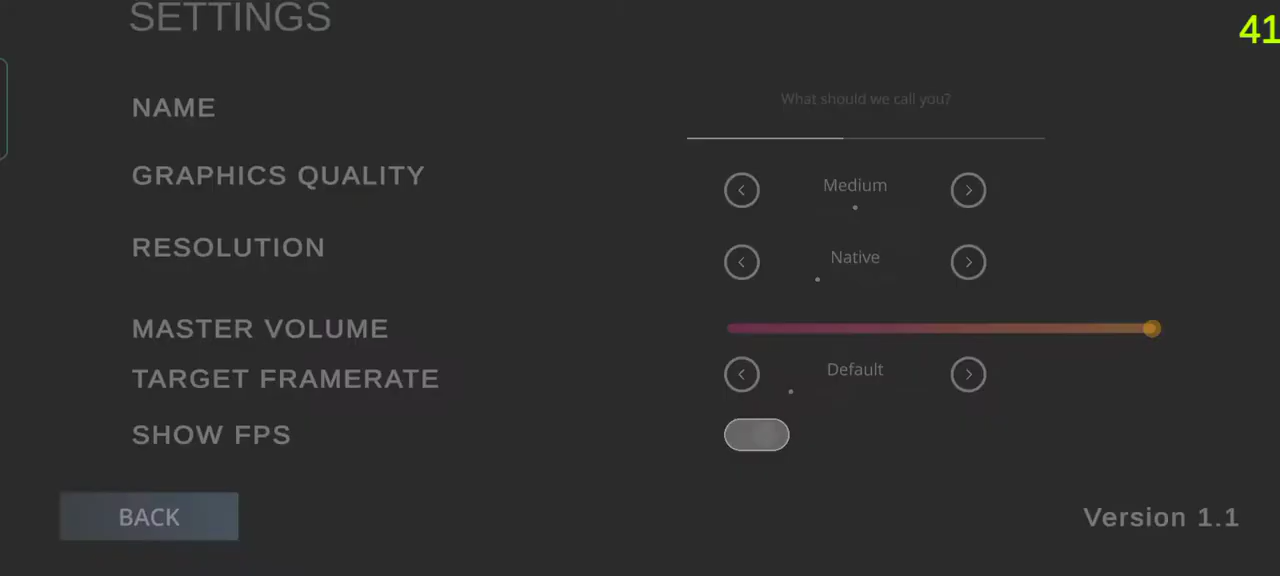 SETTINGS
41
NAME
What should we call you?
GRAPHICS QUALITY
Medium
RESOLUTION
Native
MASTER VOLUME
TARGET FRAMERATE
Default
SHOW FPS
BACK
Version 1.1